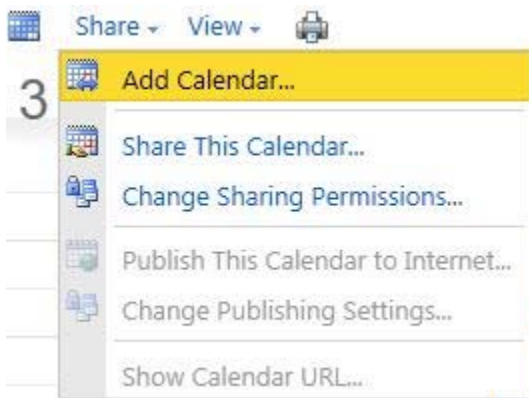 Share View
3
Add Calendar...
Share This Calendar...
Change Sharing Permissions...
Publish This Calendar to Internet...
Change Publishing Settings...
Show Calendar URL...